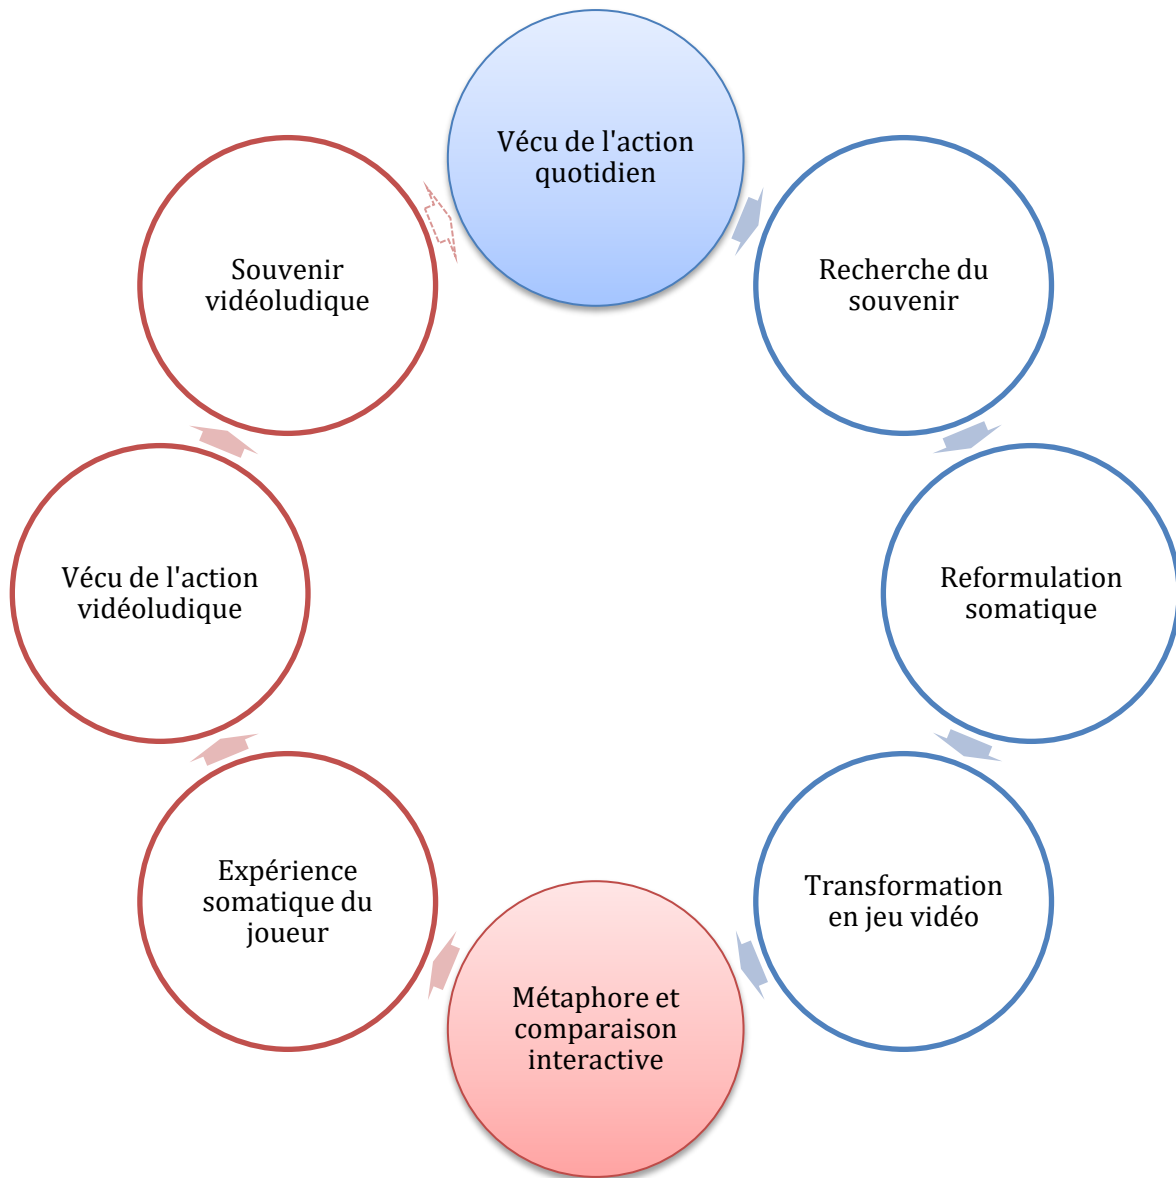 Vécu de l'action
quotidien
Recherche du
souvenir
Reformulation
somatique
Transformation
en jeu vidéo
Métaphore et
comparaison
interactive
Expérience
somatique du
joueur
Vécu de l'action
vidéoludique
Souvenir
vidéoludique